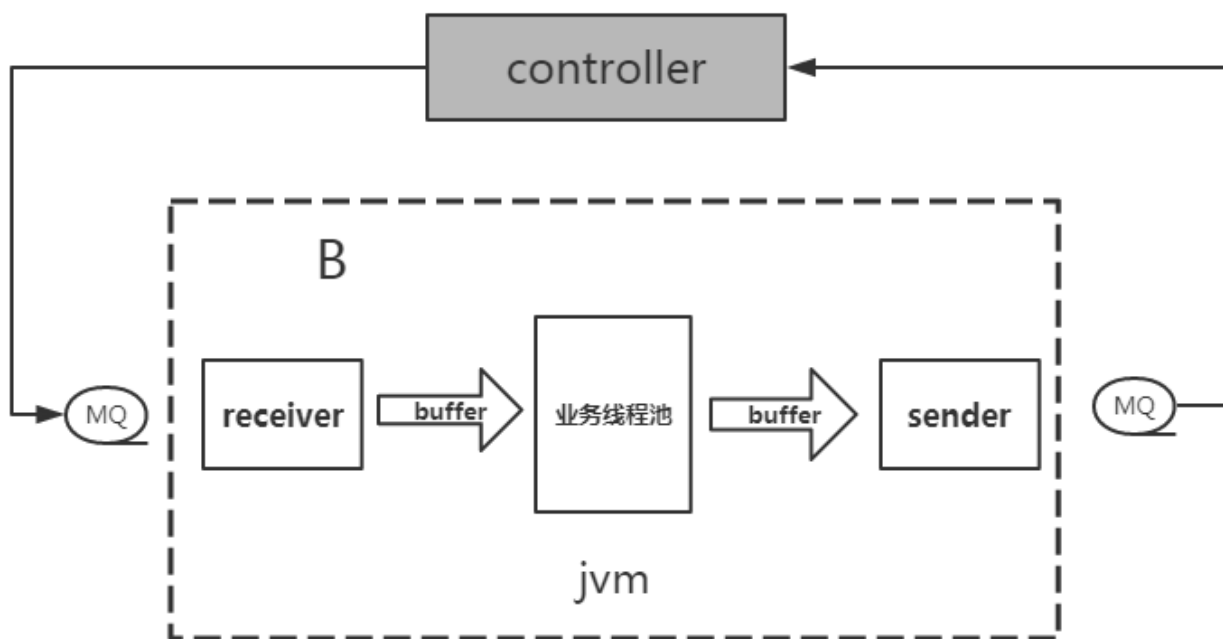 controller
B
MQ
receiver
buffer
业务线程池
buffer
sender
MQ
jvm